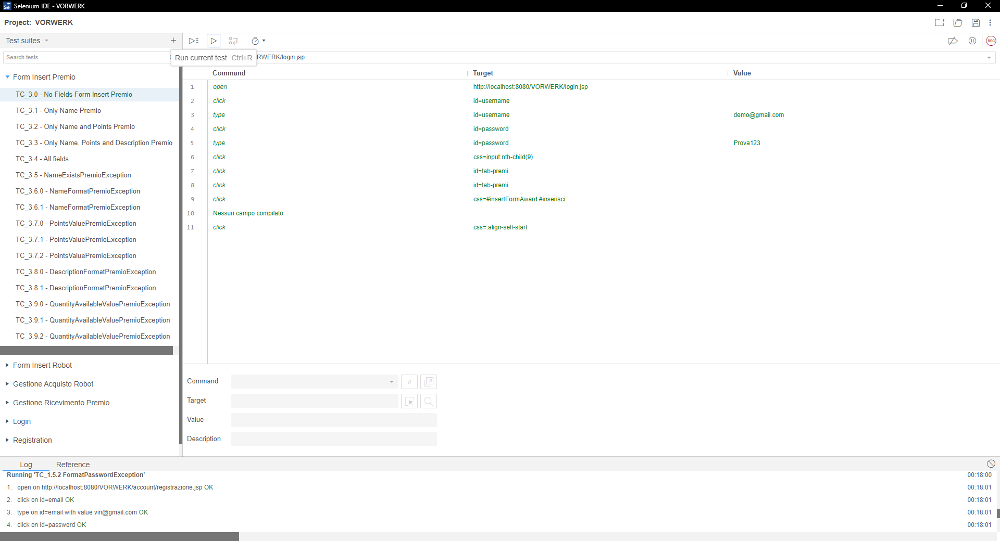 Selenium IDE - VORWERK
Project: VORWERK
Test suites
Search tests...
Run current test Ctrl+R
RWERK/login.jsp
Command Target Value
1 open http://localhost:8080/VORWERK/login.jsp
2 click id=username
3 type id=username demo@gmail.com
4 click id=password
5 type id=password Prova123
6 click css=input:nth-child(9)
7 click id=tab-premi
8 click id=tab-premi
9 click css=#insertFormAward #inserisci
10 Nessun campo compilato
11 click css=.align-self-start
Form Insert Premio
TC_3.0 - No Fields Form Insert Premio
TC_3.1 - Only Name Premio
TC_3.2 - Only Name and Points Premio
TC_3.3 - Only Name, Points and Description Premio
TC_3.4 - All fields
TC_3.5 - NameExistsPremioException
TC_3.6.0 - NameFormatPremioException
TC_3.6.1 - NameFormatPremioException
TC_3.7.0 - PointsValuePremioException
TC_3.7.1 - PointsValuePremioException
TC_3.7.2 - PointsValuePremioException
TC_3.8.0 - DescriptionFormatPremioException
TC_3.8.1 - DescriptionFormatPremioException
TC_3.9.0 - QuantityAvailableValuePremioException
TC_3.9.1 - QuantityAvailableValuePremioException
TC_3.9.2 - QuantityAvailableValuePremioException
Form Insert Robot
Gestione Acquisto Robot
Gestione Ricevimento Premio
Login
Registration
Command //
Target
Value
Description
REC
Log Reference
Running 'TC_1.5.2 FormatPasswordException' 00:18:00
1. open on http://localhost:8080/VORWERK/account/registrazione.jsp OK 00:18:01
2. click on id=email OK 00:18:01
3. type on id=email with value vin@gmail.com OK 00:18:01
4. click on id=password OK 00:18:01